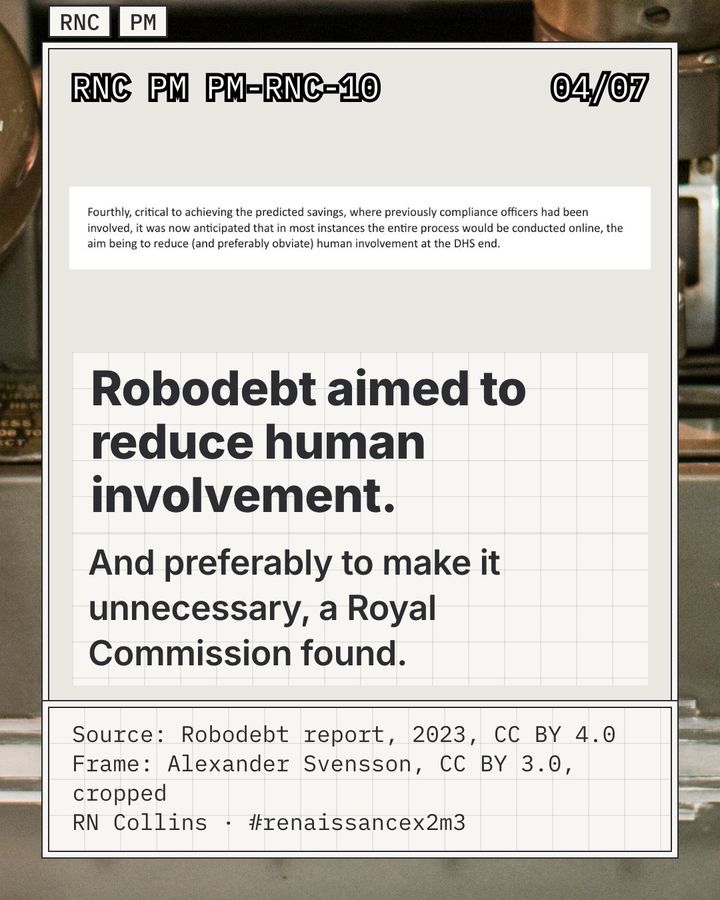 RNC PM
RNC PM PM-RNC-10 04/07
Fourthly, critical to achieving the predicted savings, where previously compliance officers had been
involved, it was now anticipated that in most instances the entire process would be conducted online, the
aim being to reduce (and preferably obviate) human involvement at the DHS end.
Robodebt aimed to
reduce human
involvement.
And preferably to make it
unnecessary, a Royal
Commission found.
Source: Robodebt report, 2023, CC BY 4.0
Frame: Alexander Svensson, CC BY 3.0,
cropped
RN Collins · #renaissancex2m3